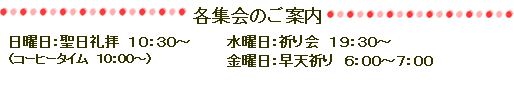 各集会のご案内
日曜日：聖日礼拝　１０：３０～
（コーヒータイム　１０：００～）
水曜日：祈り会　１９：３０～
金曜日：早天祈り　６：００～７：００